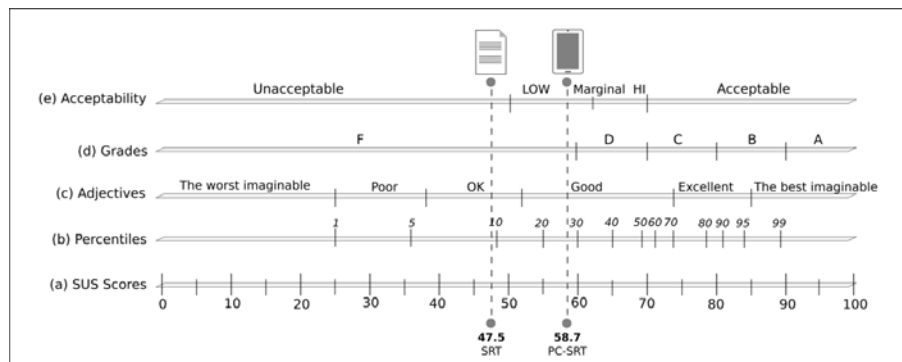 Unacceptable LOW Marginal HI Acceptable
(e) Acceptability
F D C B A
(d) Grades
The worst imaginable Poor OK Good Excellent The best imaginable
(c) Adjectives
1 5 10 20 30 40 50 60 70 80 90 95 99
(b) Percentiles
(a) SUS Scores
0 10 20 30 40 50 60 70 80 90 100
47.5 58.7
SRT PC-SRT